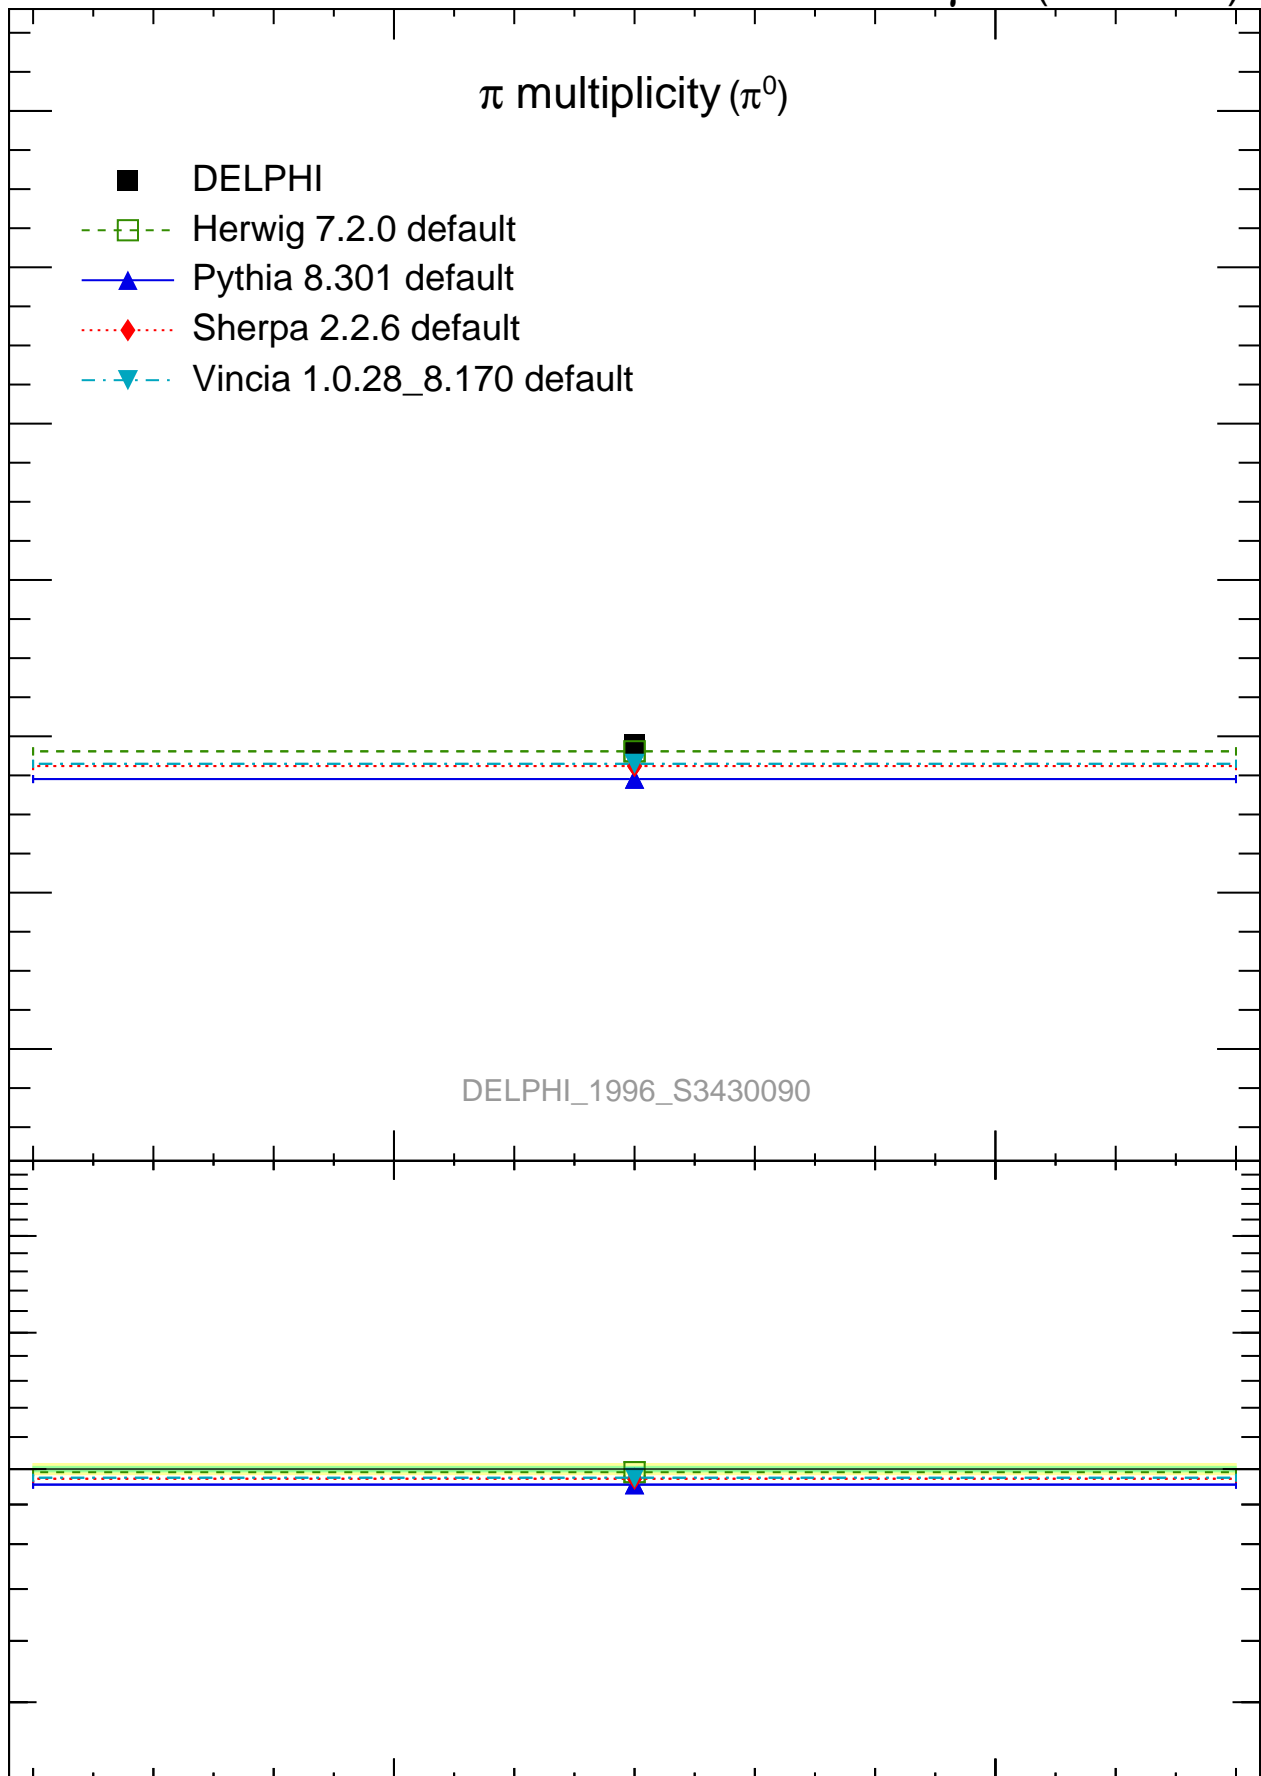 π multiplicity (π⁰)
DELPHI
Herwig 7.2.0 default
Pythia 8.301 default
Sherpa 2.2.6 default
Vincia 1.0.28_8.170 default
DELPHI_1996_S3430090